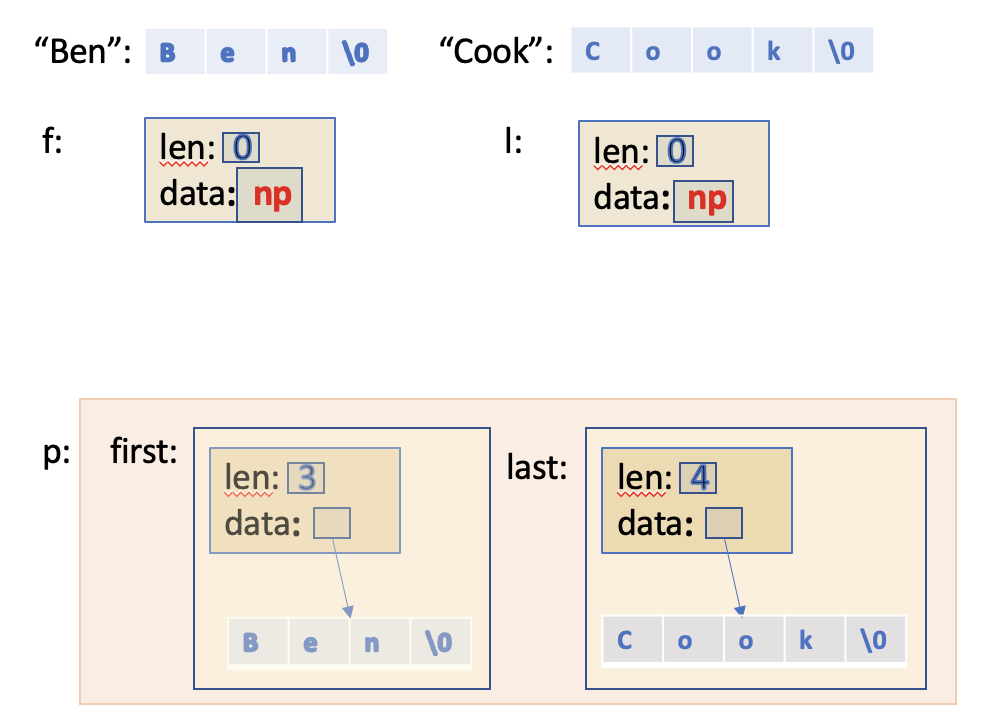 “Ben”: B e n \0 “Cook”: C o o k \0
f: len: 0 l: len: 0
data: np data: np
p: first: len: 3 last: len: 4
data: data:
B e n \0 C o o k \0